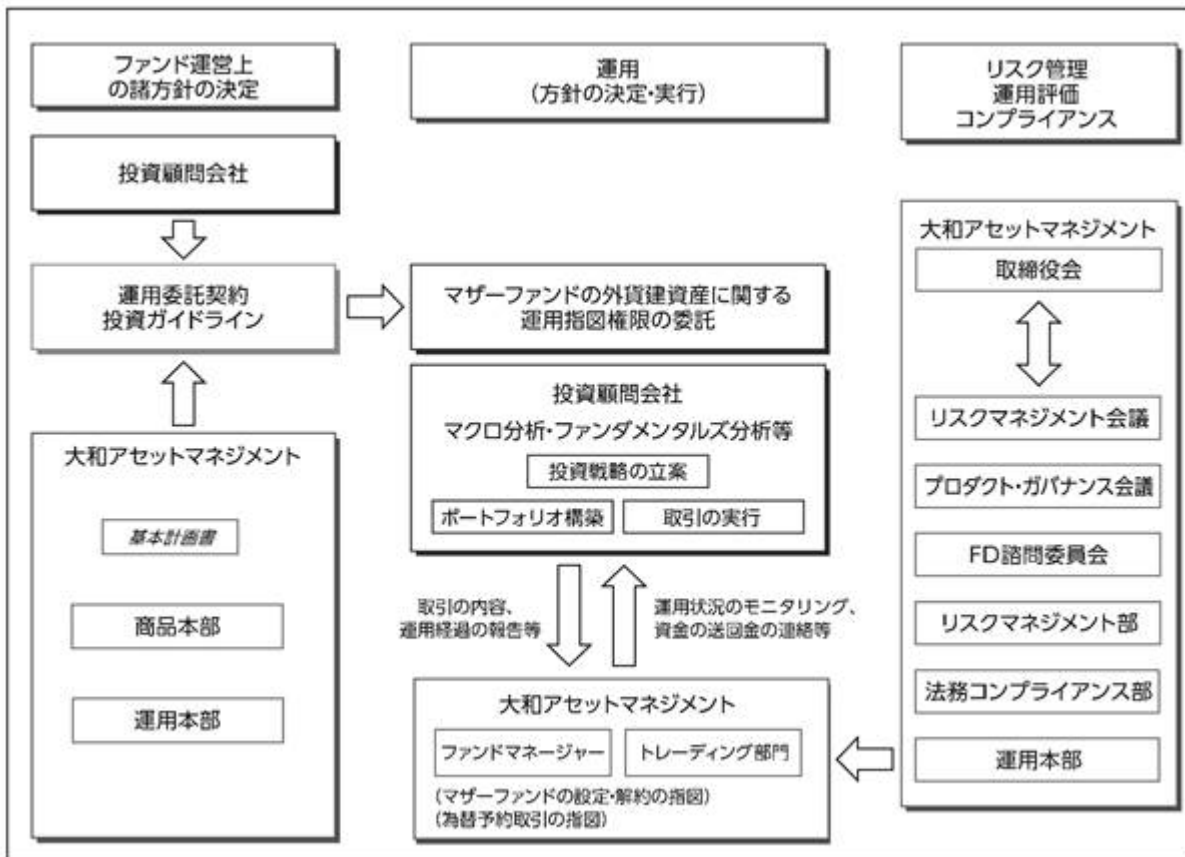 ファンド運営上
の諸方針の決定
運用
(方針の決定・実行)
リスク管理
運用評価
コンプライアンス
投資顧問会社
運用委託契約
投資ガイドライン
大和アセットマネジメント
基本計画書
商品本部
運用本部
マザーファンドの外貨建資産に関する
運用指図権限の委託
投資顧問会社
マクロ分析・ファンダメンタルズ分析等
投資戦略の立案
ポートフォリオ構築
取引の実行
取引の内容、
運用経過の報告等
運用状況のモニタリング、
資金の送回金の連絡等
大和アセットマネジメント
ファンドマネージャー
トレーディング部門
(マザーファンドの設定・解約の指図)
(為替予約取引の指図)
大和アセットマネジメント
取締役会
リスクマネジメント会議
プロダクト・ガバナンス会議
FD諮問委員会
リスクマネジメント部
法務コンプライアンス部
運用本部